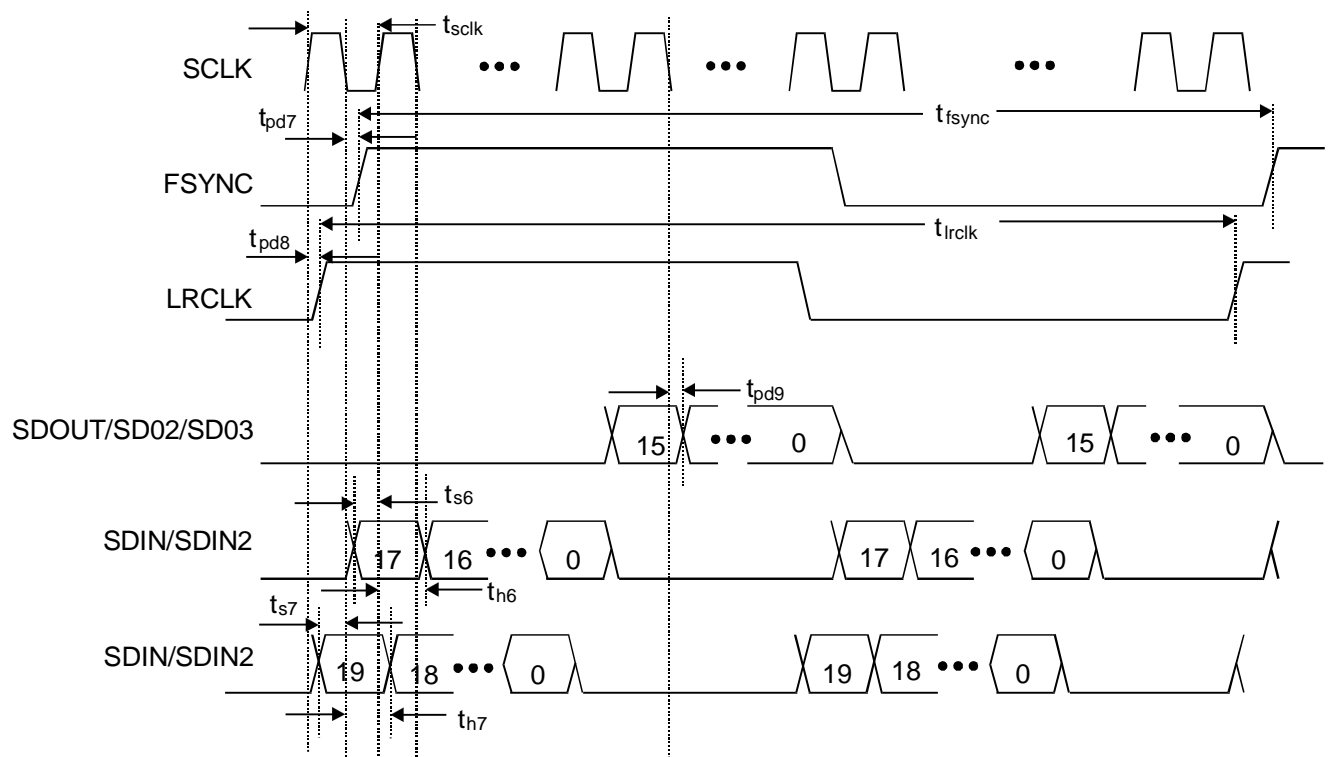 tsclk
SCLK
tpd7
tfsync
FSYNC
tpd8
tlrclk
LRCLK
tpd9
SDOUT/SD02/SD03
15 ••• 0 15 ••• 0
ts6
SDIN/SDIN2
17 16 ••• 0 17 16 ••• 0
th6
ts7
SDIN/SDIN2
19 18 ••• 0 19 18 ••• 0
th7